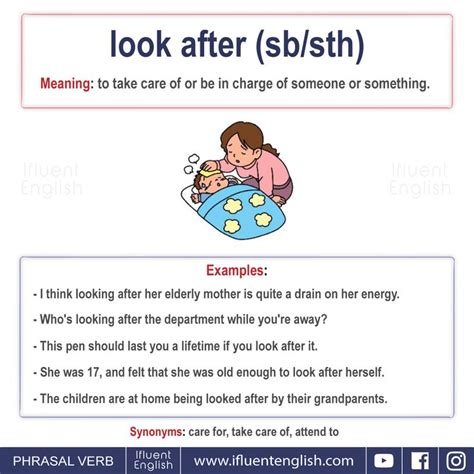 look after (sb/sth)
Meaning: to take care of or be in charge of someone or something.
Ifluent
English
Ifluent
English
Examples:
- I think looking after her elderly mother is quite a drain on her energy.
- Who's looking after the department while you're away?
- This pen should last you a lifetime if you look after it.
- She was 17, and felt that she was old enough to look after herself.
- The children are at home being looked after by their grandparents.
Synonyms: care for, take care of, attend to
PHRASAL VERB
Ifluent
English
www.ifluentenglish.com